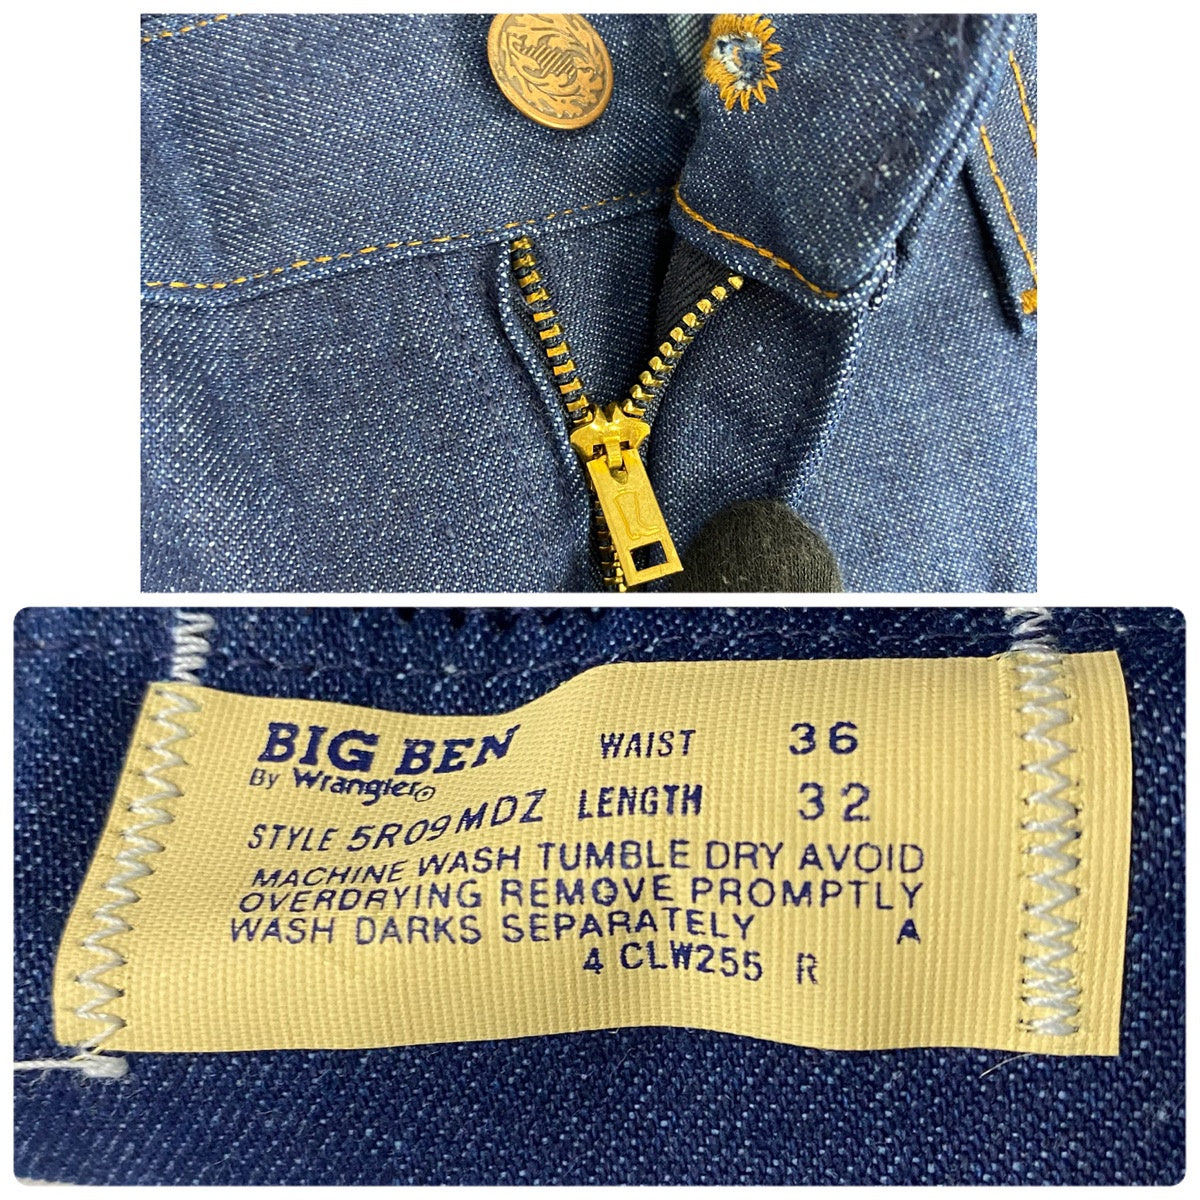 BIG BEN WAIST 36
By Wrangler®
STYLE 5R09MDZ LENGTH 32
MACHINE WASH TUMBLE DRY AVOID
OVERDRYING REMOVE PROMPTLY
WASH DARKS SEPARATELY A
4 CLW255 R